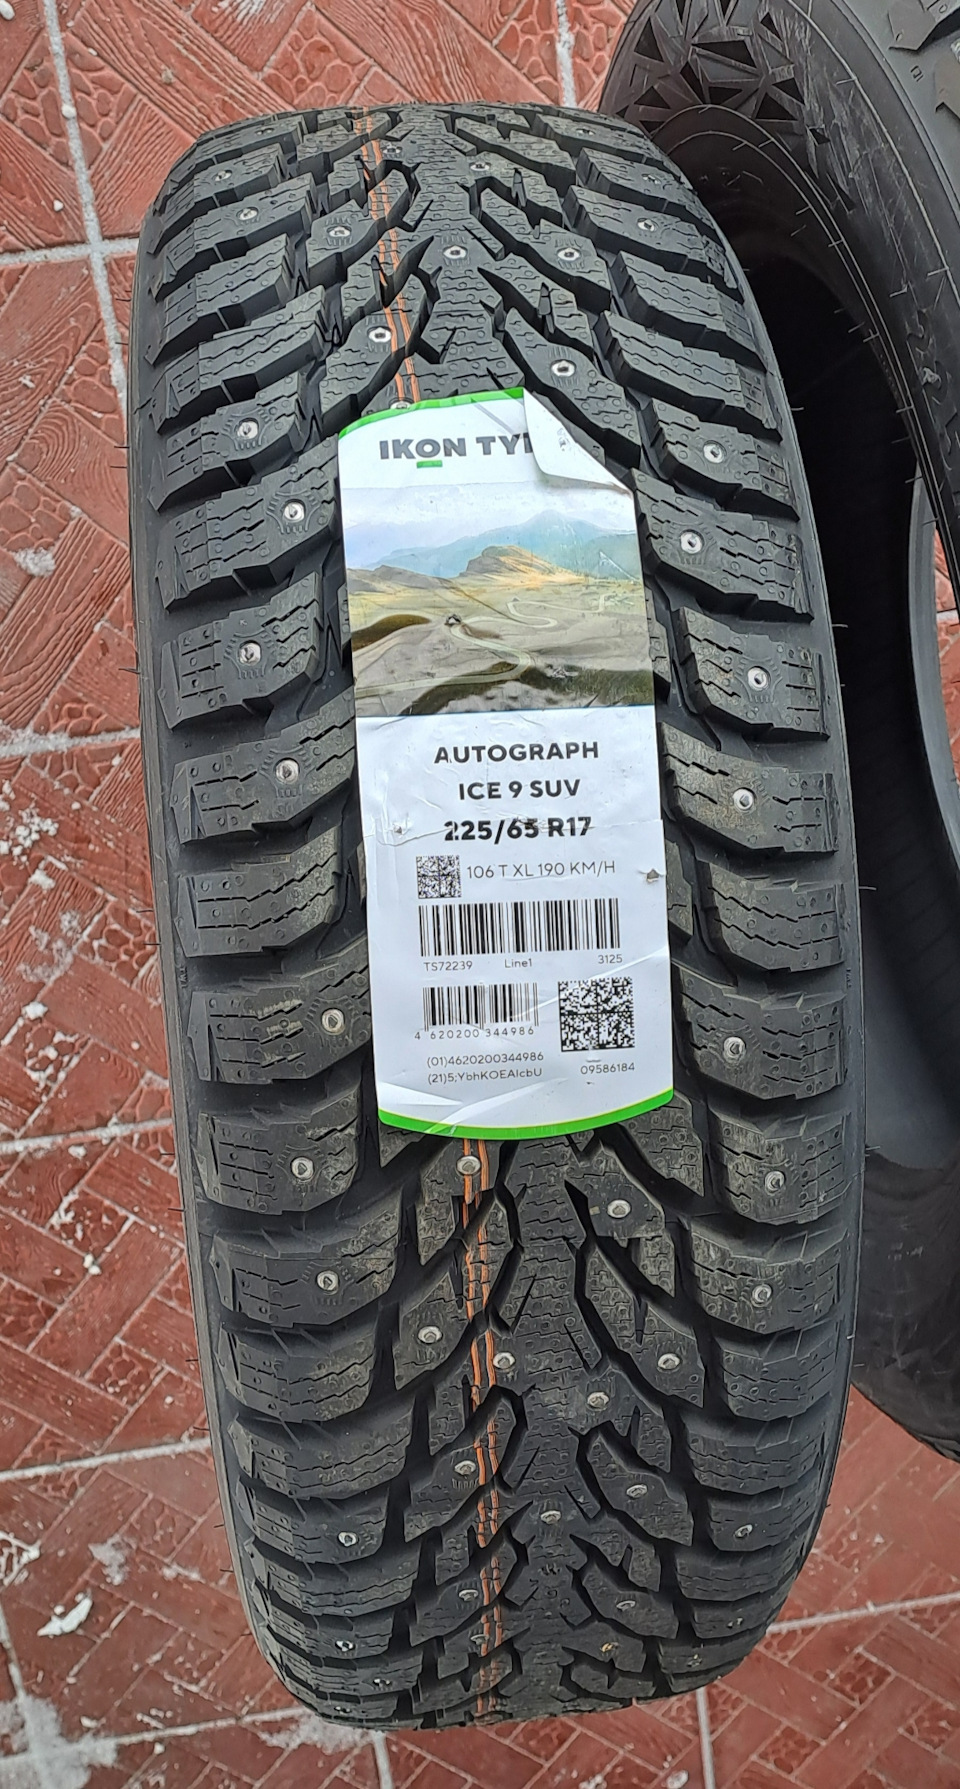 IKON TY
AUTOGRAPH
ICE 9 SUV
225/65 R17
106 T XL 190 KM/H
TS72239 Line1 3125
4 620200 344986
(01)4620200344986
(21)5;YbhKOEAlcbU
09586184